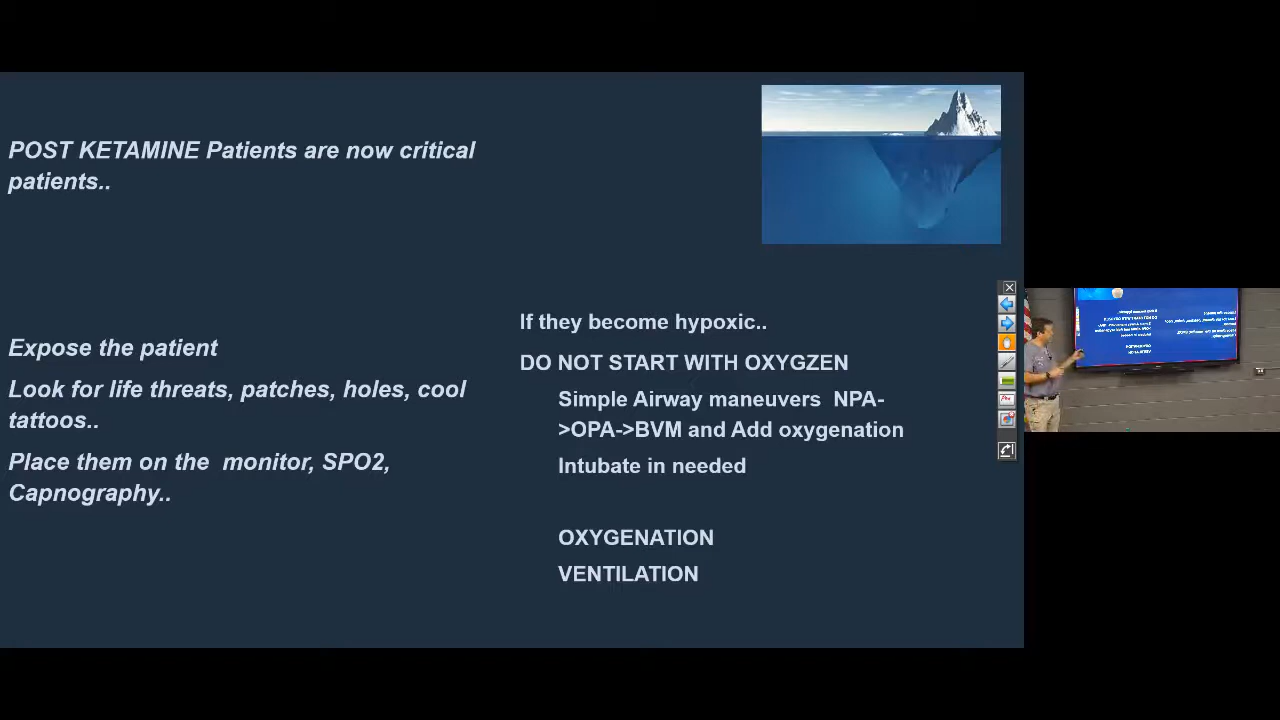 POST KETAMINE Patients are now critical
patients..
Expose the patient
Look for life threats, patches, holes, cool
tattoos..
Place them on the monitor, SPO2,
Capnography..
If they become hypoxic..
DO NOT START WITH OXYGZEN
Simple Airway maneuvers NPA-
>OPA->BVM and Add oxygenation
Intubate in needed
OXYGENATION
VENTILATION